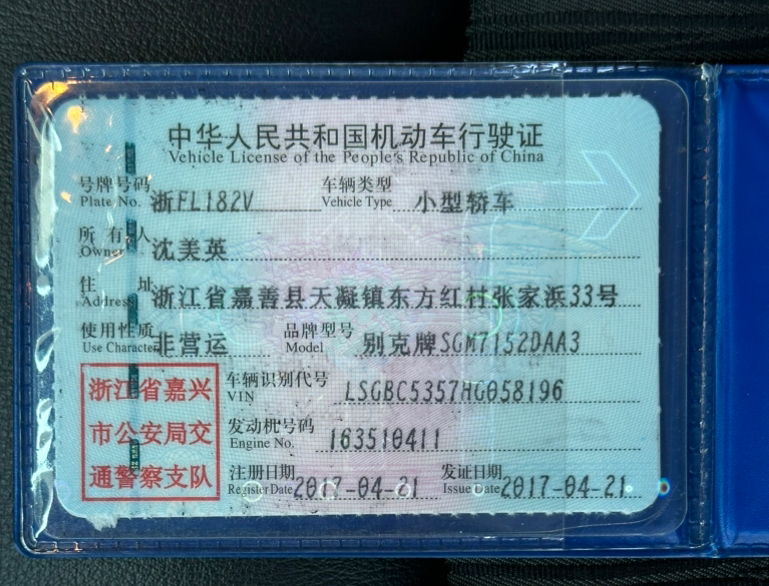 中华人民共和国机动车行驶证
Vehicle License of the People's Republic of China
号牌号码 浙FL182V 车辆类型 小型轿车
Plate No. Vehicle Type
所有人 沈美英
Owner
住址 浙江省嘉善县天凝镇东方红村张家浜33号
Address
使用性质 非营运 品牌型号 别克牌SGM7152DAA3
Use Character Model
浙江省嘉兴
市公安局交
通警察支队
车辆识别代号 LSGBC5357HG058196
VIN
发动机号码 163510411
Engine No.
注册日期 2017-04-21 发证日期 2017-04-21
Register Date Issue Date